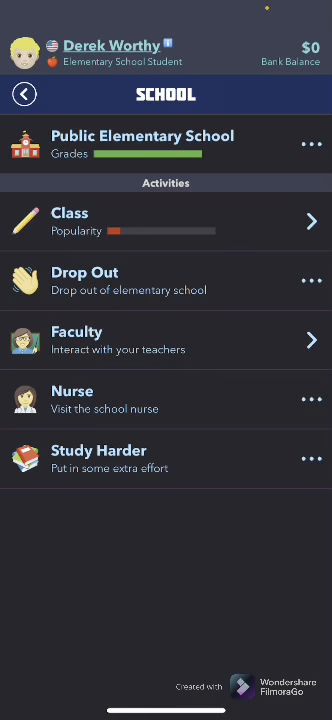 Derek Worthy
$0
Elementary School Student
Bank Balance
SCHOOL
Public Elementary School
Grades
Activities
Class
Popularity
Drop Out
Drop out of elementary school
Faculty
Interact with your teachers
Nurse
Visit the school nurse
Study Harder
Put in some extra effort
Created with
Wondershare
FilmoraGo